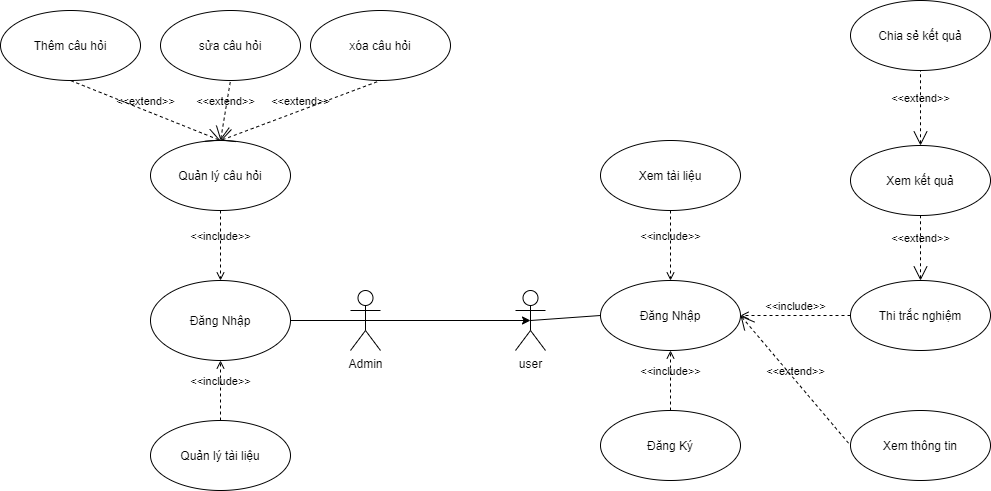 Thêm câu hỏi
sửa câu hỏi
xóa câu hỏi
Chia sẻ kết quả
<<extend>>
<<extend>>
<<extend>>
<<extend>>
Quản lý câu hỏi
Xem tài liệu
Xem kết quả
<<include>>
<<include>>
<<extend>>
Đăng Nhập
Admin
user
Đăng Nhập
<<include>>
Thi trắc nghiệm
<<include>>
<<include>>
<<extend>>
Quản lý tài liệu
Đăng Ký
Xem thông tin